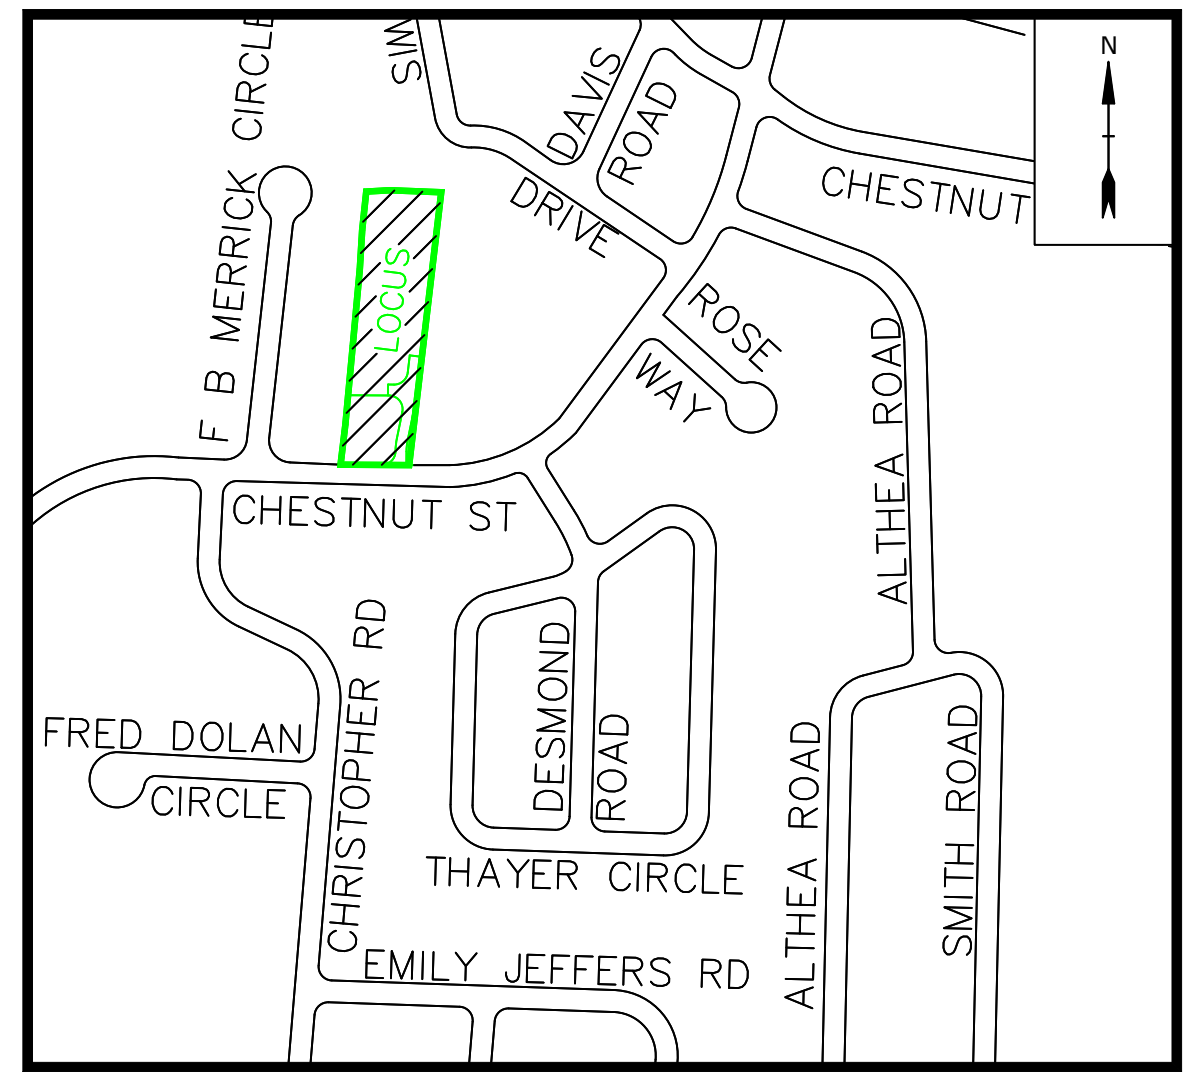 N
F B MERRICK CIRCLE
DAVIS
ROAD
DRIVE
CHESTNUT
LOCUS
ROSE
WAY
ALTHEA ROAD
CHESTNUT ST
CHRISTOPHER RD
DESMOND
ROAD
FRED DOLAN
CIRCLE
THAYER CIRCLE
ALTHEA ROAD
SMITH ROAD
EMILY JEFFERS RD